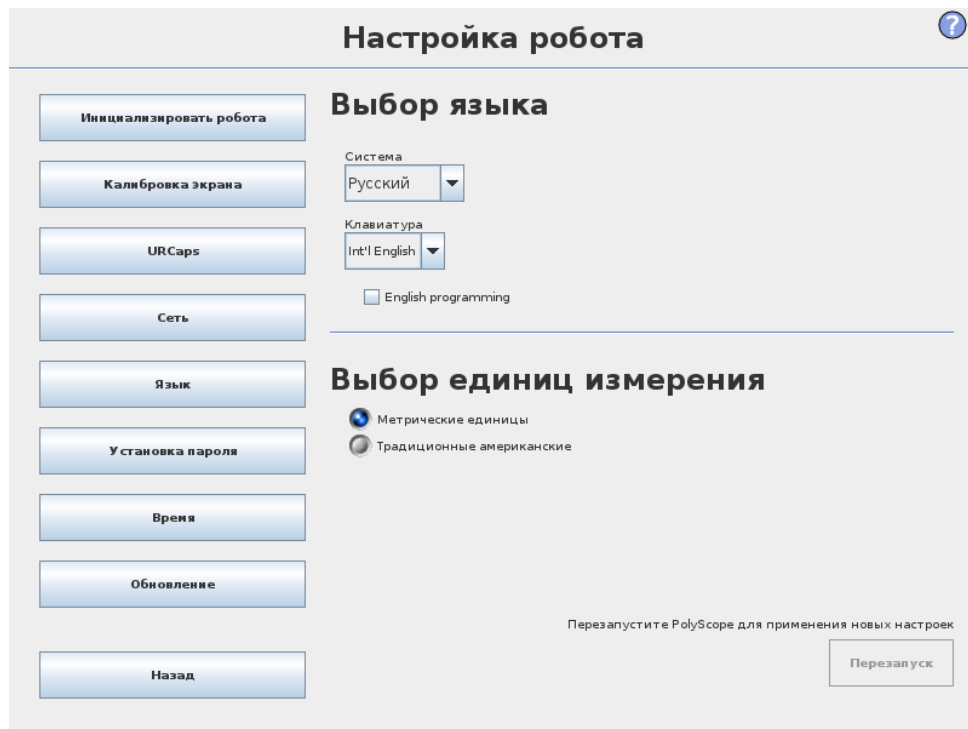 Настройка робота
?
Инициализировать робота
Калибровка экрана
URCaps
Сеть
Язык
Установка пароля
Время
Обновление
Назад
Выбор языка
Система
Русский
Клавиатура
Int'l English
English programming
Выбор единиц измерения
Метрические единицы
Традиционные американские
Перезапустите PolyScope для применения новых настроек
Перезапуск